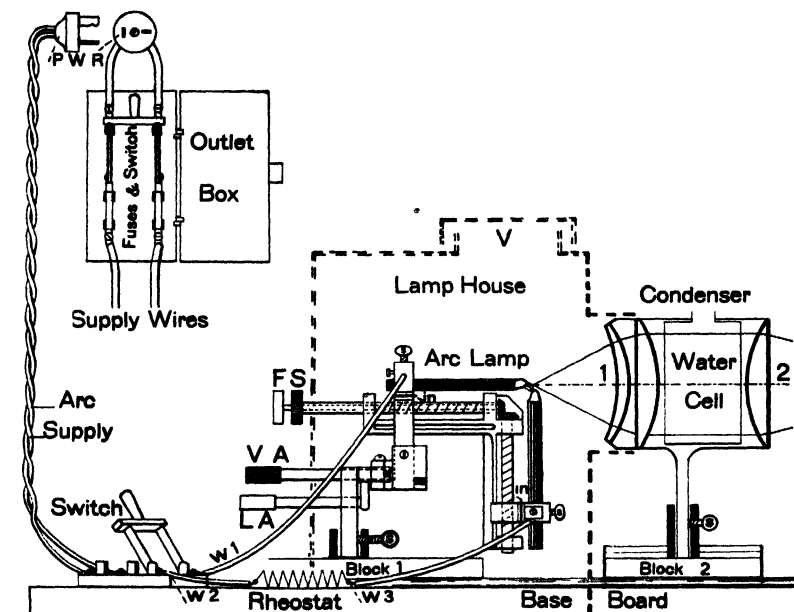 P W R
Outlet
Box
Fuses & Switch
Supply Wires
V
Lamp House
Condenser
Arc Lamp
1
Water
Cell
2
F S
in
Arc
Supply
V A
L A
in
Switch
S
S
S
S
W 1
Block 1
Block 2
W 2
Rheostat
W 3
Base
Board